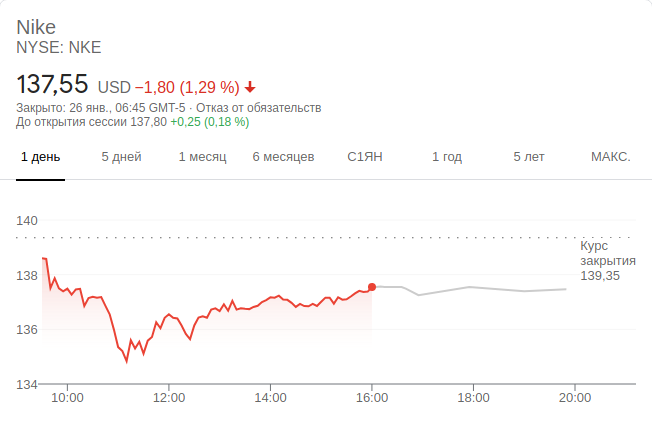 Nike
NYSE: NKE
137,55 USD −1,80 (1,29 %)
Закрыто: 26 янв., 06:45 GMT-5 · Отказ от обязательств
До открытия сессии 137,80 +0,25 (0,18 %)
1 день 5 дней 1 месяц 6 месяцев С1ЯН 1 год 5 лет МАКС.
140
Курс
закрытия
138
139,35
136
134
10:00 12:00 14:00 16:00 18:00 20:00